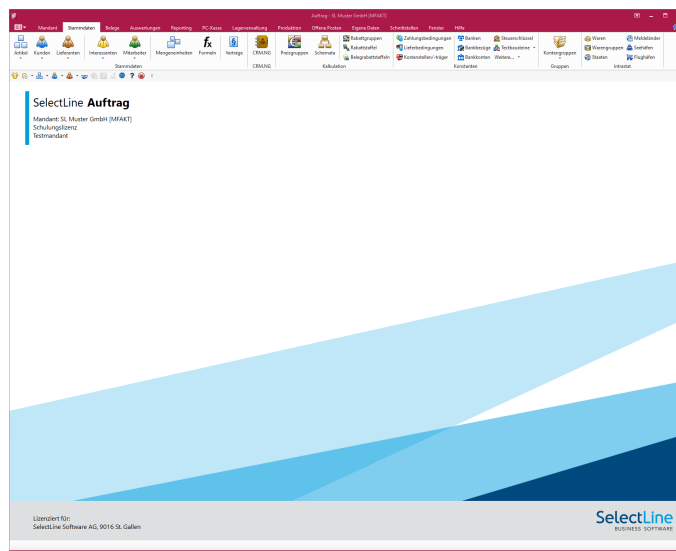 Auftrag - SL Muster GmbH [MFAKT]
Mandant Stammdaten Belege Auswertungen Reporting PC-Kasse Lagerverwaltung Produktion Offene Posten Eigene Daten Schnittstellen Fenster Hilfe
Artikel Kunden Lieferanten Interessenten Mitarbeiter Mengeneinheiten Formeln Verträge CRM.NG Preisgruppen Schemata
Rabattgruppen Zahlungsbedingungen Banken Steuerschlüssel Kontengruppen Waren Meldeländer
Rabattstaffel Lieferbedingungen Bankbezüge Textbausteine Warengruppen Seehäfen
Belegrabattstaffeln Kostenstellen/-träger Bankkonten Weitere... Staaten Flughäfen
Stammdaten CRM.NG Kalkulation Konstanten Gruppen Intrastat
SelectLine Auftrag
Mandant: SL Muster GmbH [MFAKT]
Schulungslizenz
Testmandant
Lizenziert für:
SelectLine Software AG, 9016 St. Gallen
SelectLine
BUSINESS SOFTWARE